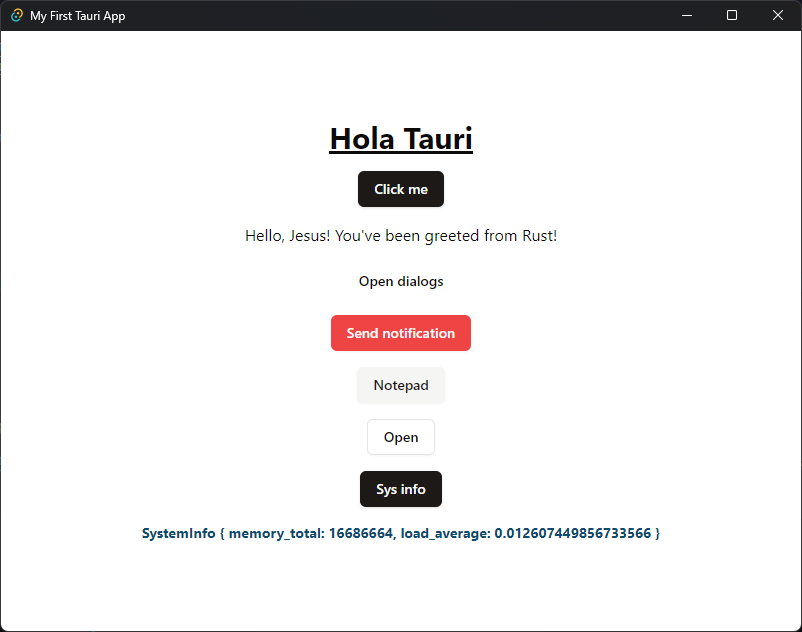 My First Tauri App
Hola Tauri
Click me
Hello, Jesus! You've been greeted from Rust!
Open dialogs
Send notification
Notepad
Open
Sys info
SystemInfo { memory_total: 16686664, load_average: 0.012607449856733566 }